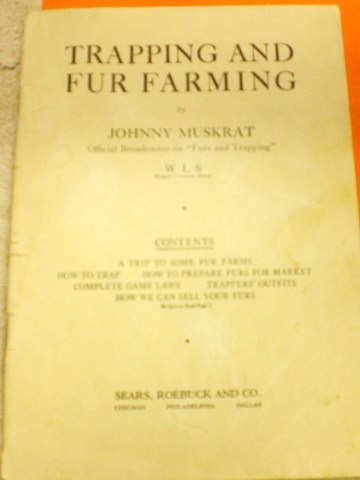 TRAPPING AND
FUR FARMING
by
JOHNNY MUSKRAT
Official Broadcaster on "Furs and Trapping"
W L S
CONTENTS
A TRIP TO SOME FUR FARMS
HOW TO TRAP HOW TO PREPARE FURS FOR MARKET
COMPLETE GAME LAWS TRAPPERS' OUTFITS
HOW WE CAN SELL YOUR FURS
SEARS, ROEBUCK AND CO.
CHICAGO PHILADELPHIA DALLAS